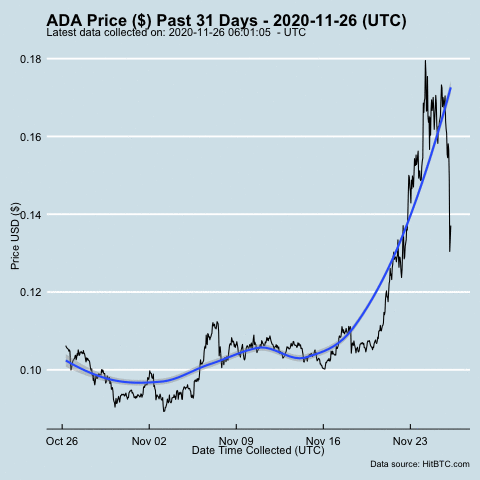 ADA Price ($) Past 31 Days - 2020-11-26 (UTC)
Latest data collected on: 2020-11-26 06:01:05 - UTC
0.18
0.16
0.14
0.12
0.10
Price USD ($)
Oct 26 Nov 02 Nov 09 Nov 16 Nov 23
Date Time Collected (UTC)
Data source: HitBTC.com